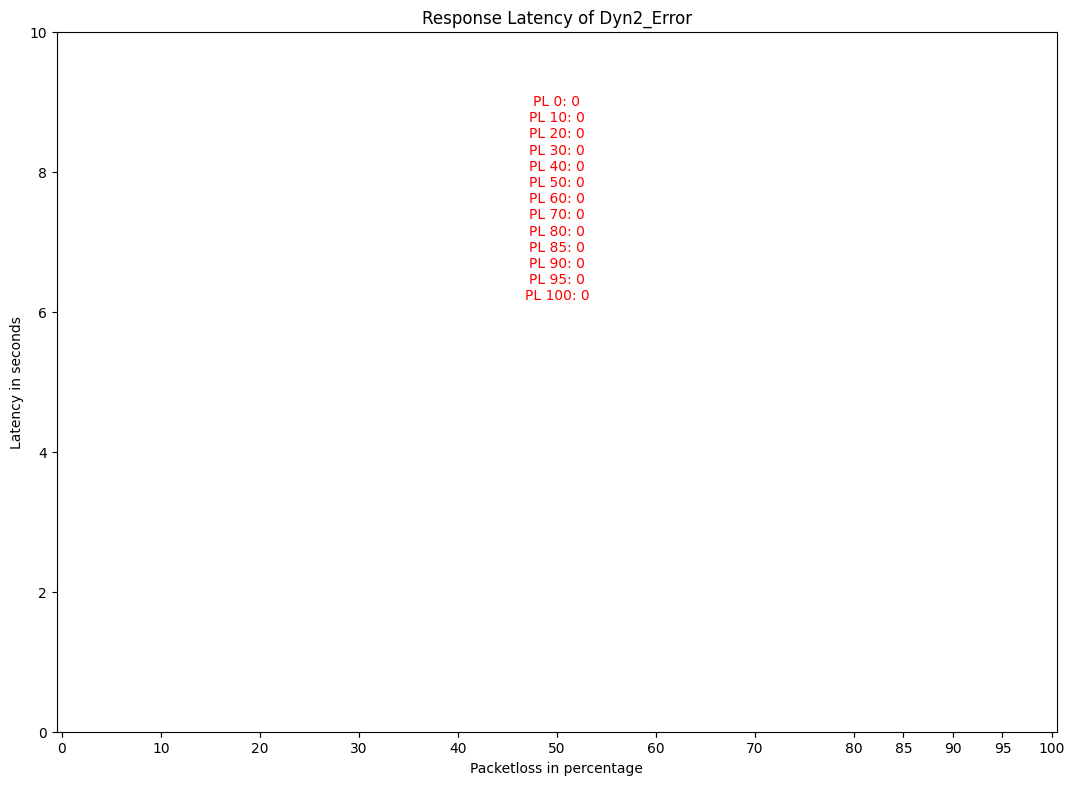 Response Latency of Dyn2_Error
10
8
6
4
2
0
Latency in seconds
PL 0: 0
PL 10: 0
PL 20: 0
PL 30: 0
PL 40: 0
PL 50: 0
PL 60: 0
PL 70: 0
PL 80: 0
PL 85: 0
PL 90: 0
PL 95: 0
PL 100: 0
0 10 20 30 40 50 60 70 80 85 90 95 100
Packetloss in percentage